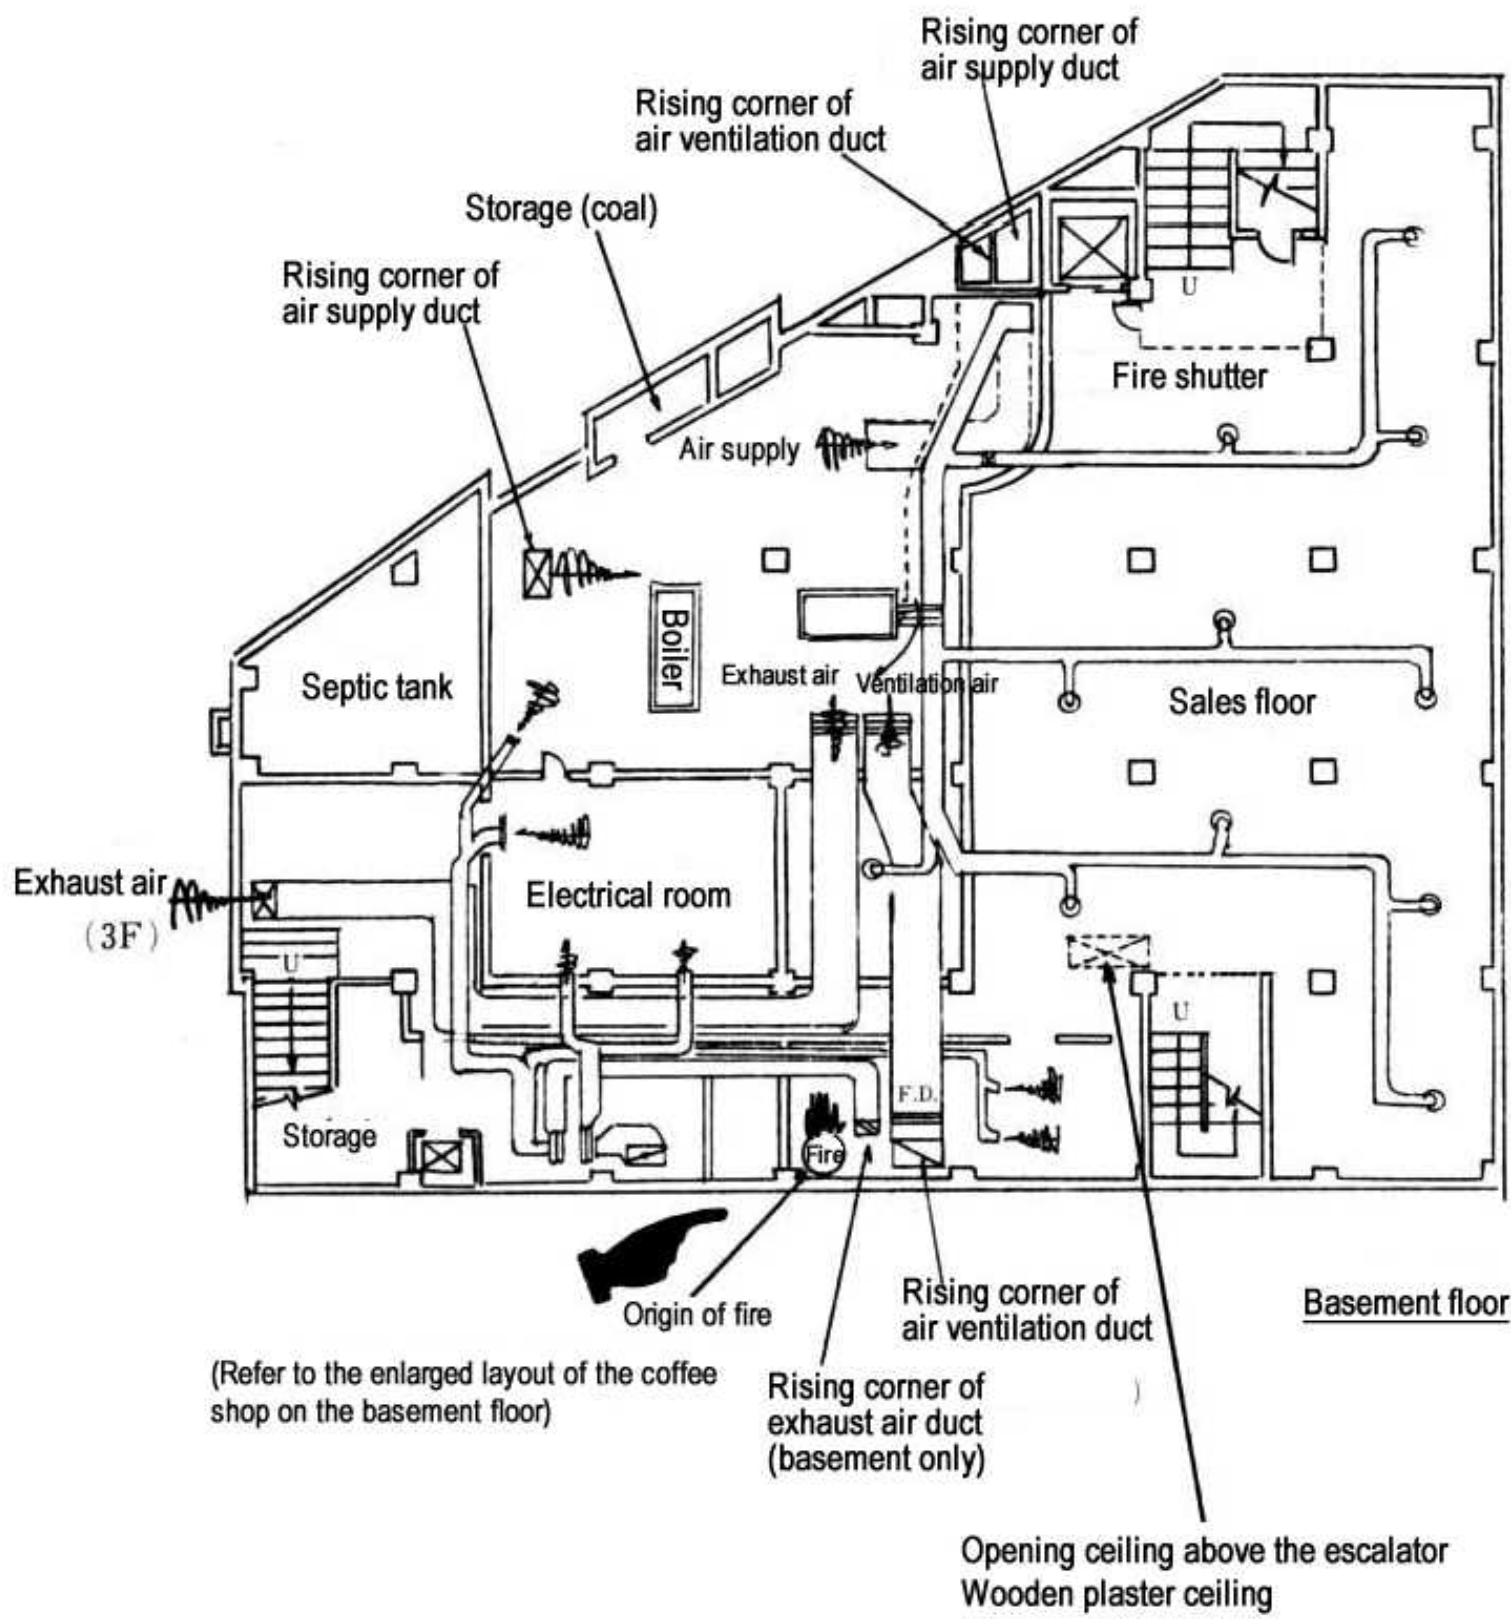 Rising corner of
air supply duct
Rising corner of
air ventilation duct
Storage (coal)
Rising corner of
air supply duct
U
Fire shutter
Air supply
Boiler
Exhaust air
Ventilation air
Septic tank
Sales floor
Exhaust air
(3F)
Electrical room
U
U
F.D.
Storage
Fire
Origin of fire
Rising corner of
air ventilation duct
Basement floor
(Refer to the enlarged layout of the coffee
shop on the basement floor)
Rising corner of
exhaust air duct
(basement only)
)
Opening ceiling above the escalator
Wooden plaster ceiling